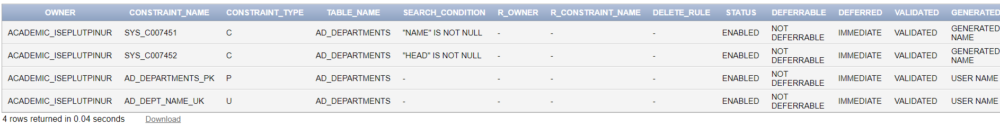 OWNER CONSTRAINT_NAME CONSTRAINT_TYPE TABLE_NAME SEARCH_CONDITION R_OWNER R_CONSTRAINT_NAME DELETE_RULE STATUS DEFERRABLE DEFERRED VALIDATED GENERATED
ACADEMIC_ISEPLUTPINUR SYS_C007451 C AD_DEPARTMENTS "NAME" IS NOT NULL - - - ENABLED NOT DEFERRABLE IMMEDIATE VALIDATED GENERATED NAME
ACADEMIC_ISEPLUTPINUR SYS_C007452 C AD_DEPARTMENTS "HEAD" IS NOT NULL - - - ENABLED NOT DEFERRABLE IMMEDIATE VALIDATED GENERATED NAME
ACADEMIC_ISEPLUTPINUR AD_DEPARTMENTS_PK P AD_DEPARTMENTS - - - - ENABLED NOT DEFERRABLE IMMEDIATE VALIDATED USER NAME
ACADEMIC_ISEPLUTPINUR AD_DEPT_NAME_UK U AD_DEPARTMENTS - - - - ENABLED NOT DEFERRABLE IMMEDIATE VALIDATED USER NAME
4 rows returned in 0.04 seconds Download